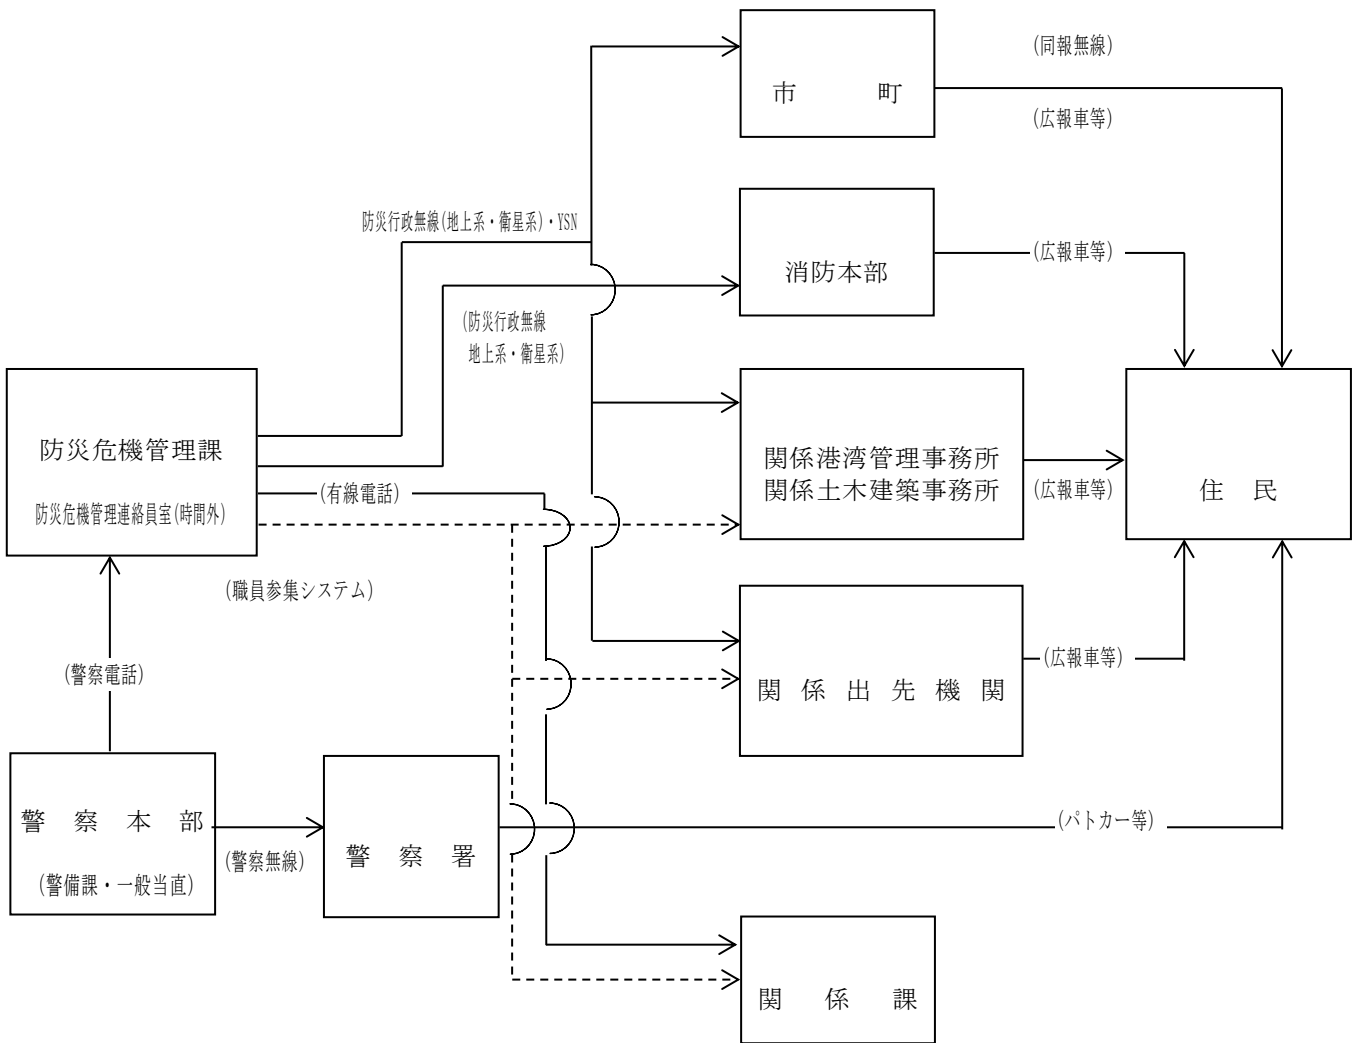 (同報無線)
市　町
(広報車等)
防災行政無線(地上系・衛星系)・YSN
消防本部
(広報車等)
(防災行政無線
地上系・衛星系)
防災危機管理課
防災危機管理連絡員室(時間外)
(有線電話)
関係港湾管理事務所
関係土木建築事務所
(広報車等)
住　民
(職員参集システム)
(警察電話)
関係出先機関
(広報車等)
警察本部
(警備課・一般当直)
(警察無線)
警察署
(パトカー等)
関係課